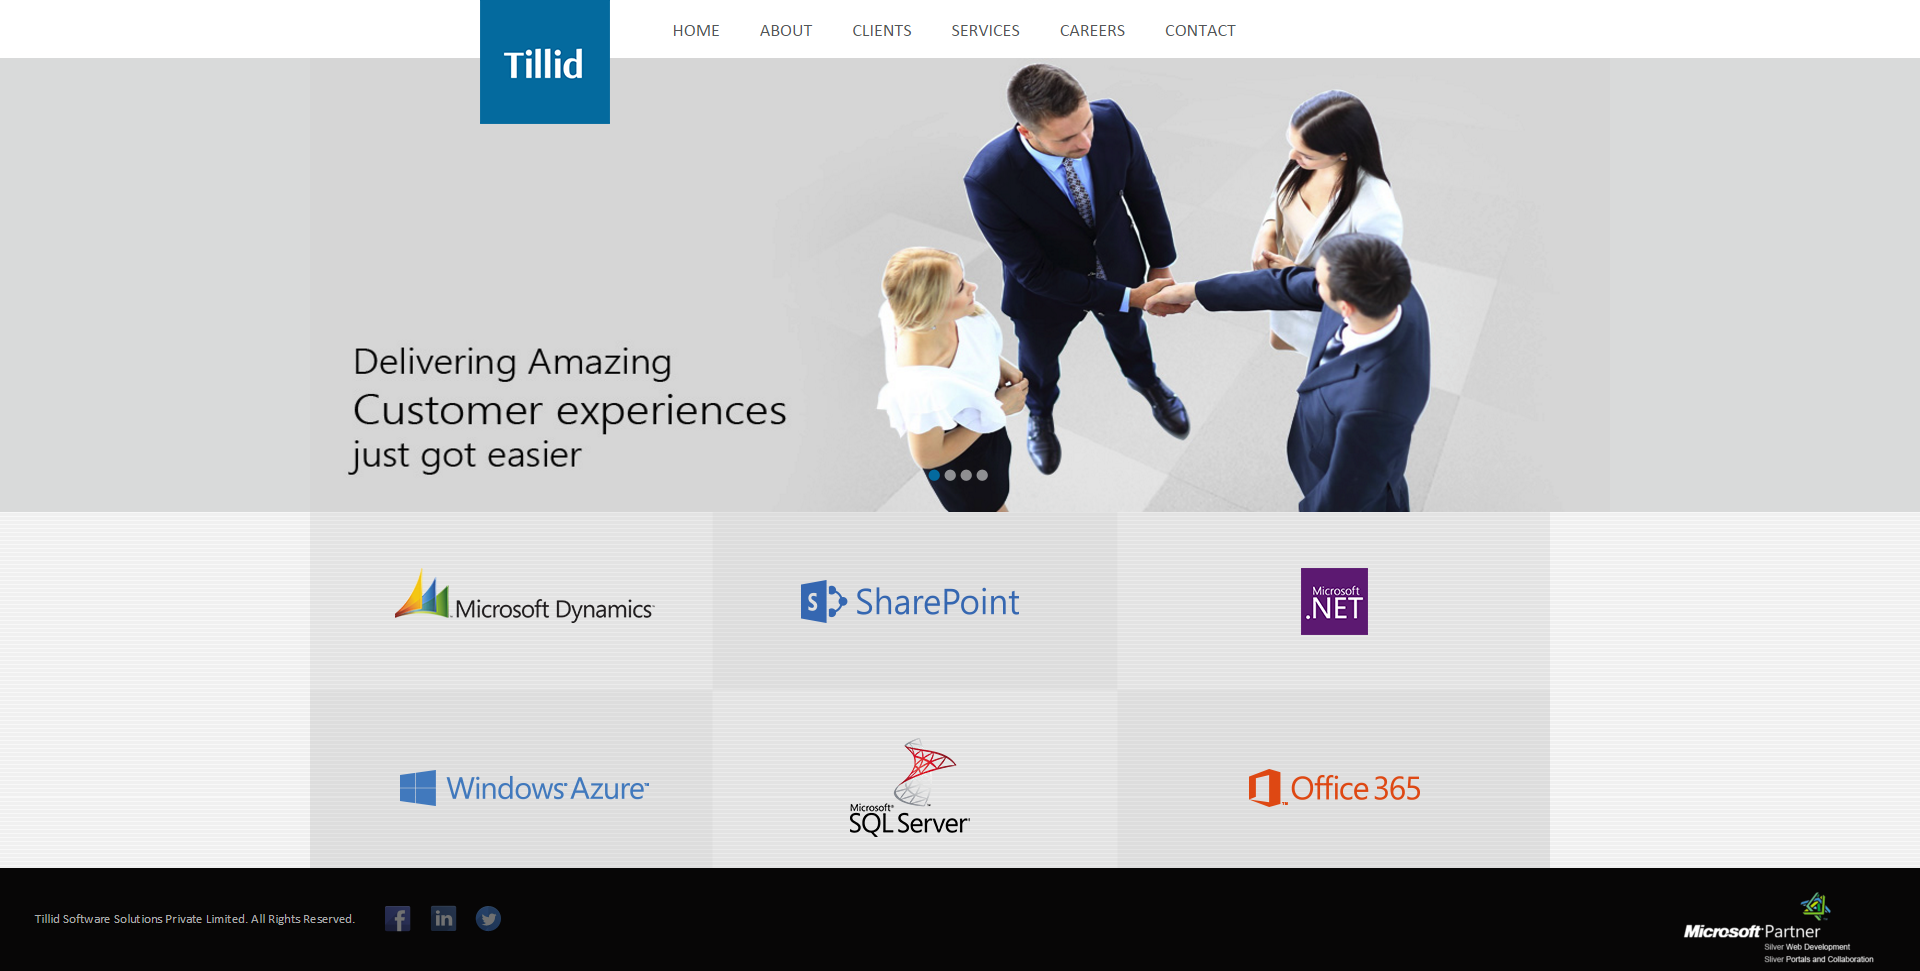 Tillid
HOME ABOUT CLIENTS SERVICES CAREERS CONTACT
Delivering Amazing
Customer experiences
just got easier
Microsoft Dynamics
S SharePoint
Microsoft
.NET
Windows Azure™
Microsoft®
SQL Server®
Office 365
Tillid Software Solutions Private Limited. All Rights Reserved.
f in
Microsoft Partner
Silver Web Development
Silver Portals and Collaboration